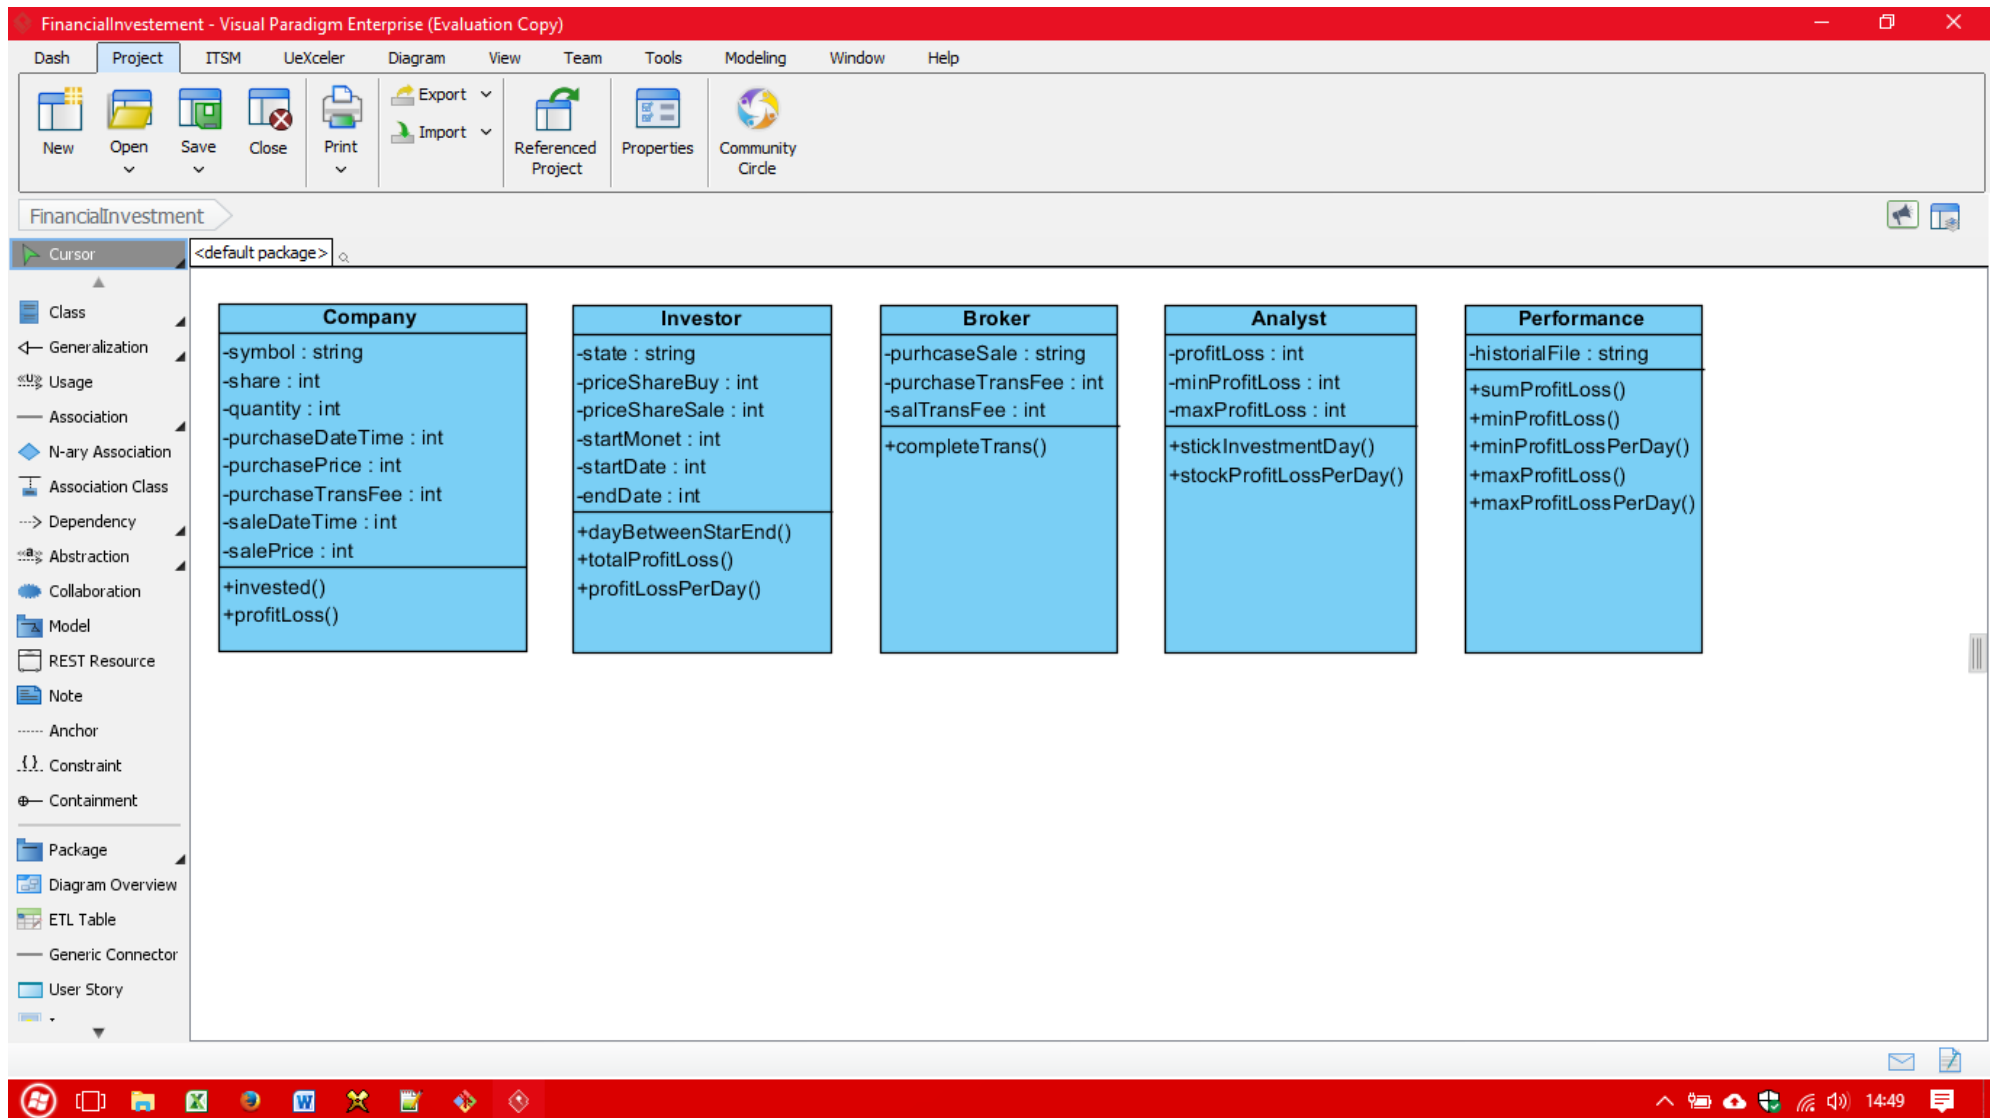 FinancialInvestement - Visual Paradigm Enterprise (Evaluation Copy)
Dash Project ITSM UeXceler Diagram View Team Tools Modeling Window Help
New Open Save Close Print Export Import Referenced Project Properties Community Circle
FinancialInvestment
Cursor
<default package>
Class
Generalization
Usage
Association
N-ary Association
Association Class
Dependency
Abstraction
Collaboration
Model
REST Resource
Note
Anchor
Constraint
Containment
Package
Diagram Overview
ETL Table
Generic Connector
User Story
Company
-symbol : string
-share : int
-quantity : int
-purchaseDateTime : int
-purchasePrice : int
-purchaseTransFee : int
-saleDateTime : int
-salePrice : int
+invested()
+profitLoss()
Investor
-state : string
-priceShareBuy : int
-priceShareSale : int
-startMonet : int
-startDate : int
-endDate : int
+dayBetweenStarEnd()
+totalProfitLoss()
+profitLossPerDay()
Broker
-purhcaseSale : string
-purchaseTransFee : int
-salTransFee : int
+completeTrans()
Analyst
-profitLoss : int
-minProfitLoss : int
-maxProfitLoss : int
+stickInvestmentDay()
+stockProfitLossPerDay()
Performance
-historialFile : string
+sumProfitLoss()
+minProfitLoss()
+minProfitLossPerDay()
+maxProfitLoss()
+maxProfitLossPerDay()
14:49